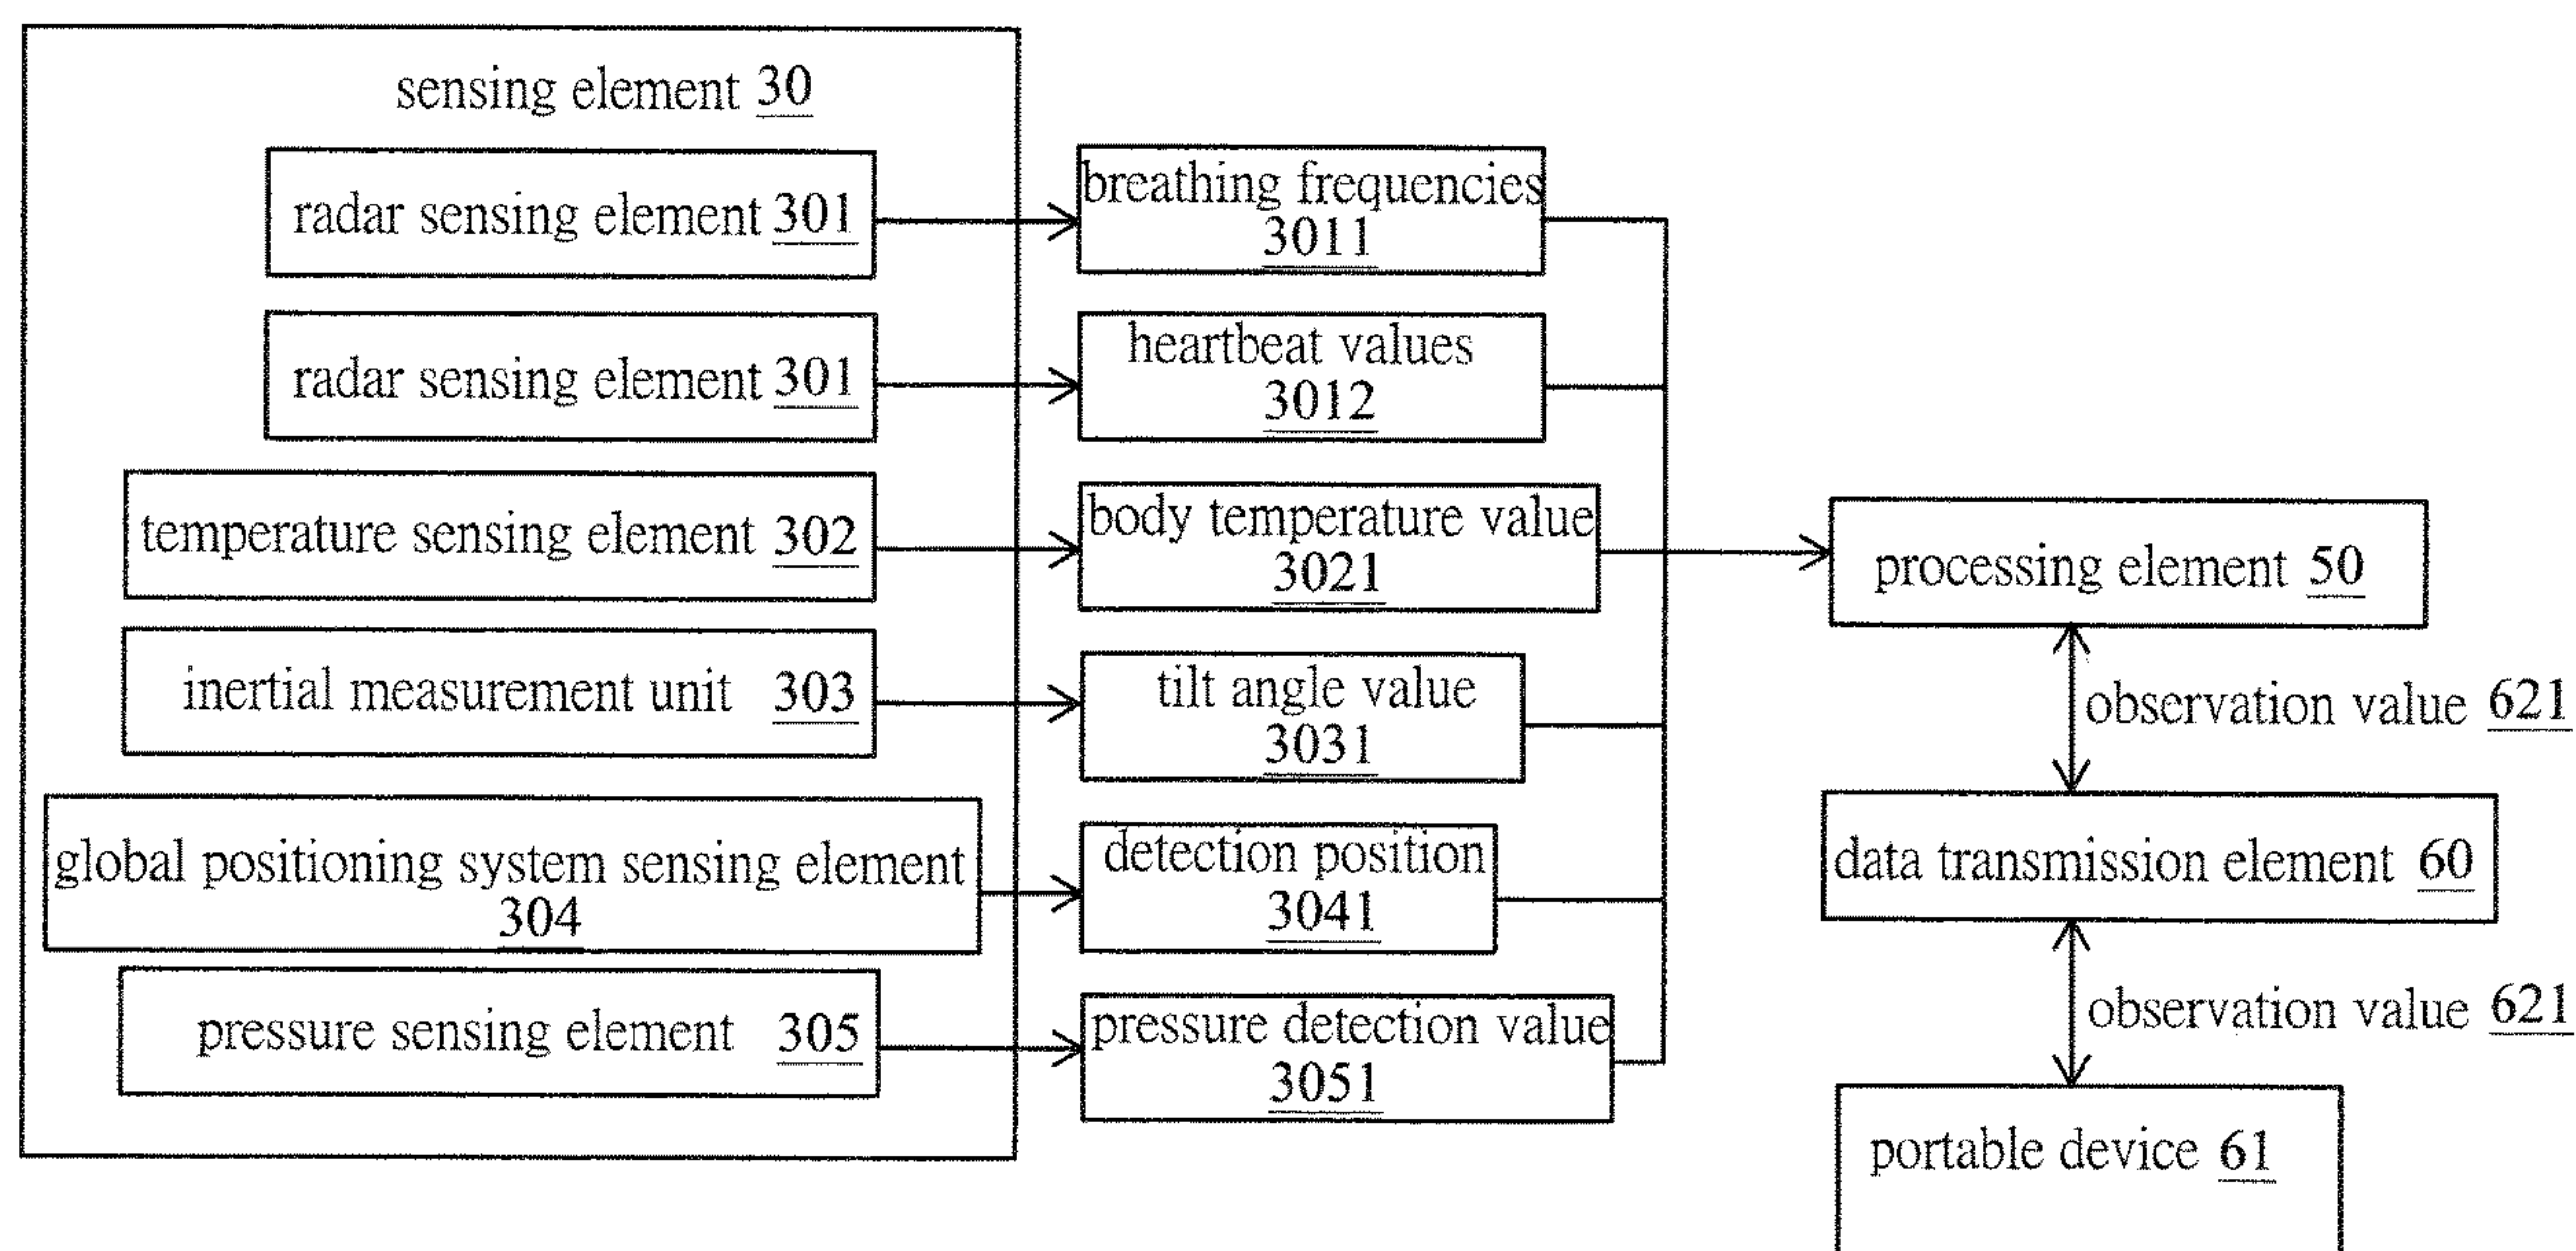 sensing element 30
radar sensing element 301
breathing frequencies
3011
radar sensing element 301
heartbeat values
3012
temperature sensing element 302
body temperature value
3021
inertial measurement unit 303
tilt angle value
3031
global positioning system sensing element
304
detection position
3041
pressure sensing element 305
pressure detection value
3051
processing element 50
observation value 621
data transmission element 60
observation value 621
portable device 61